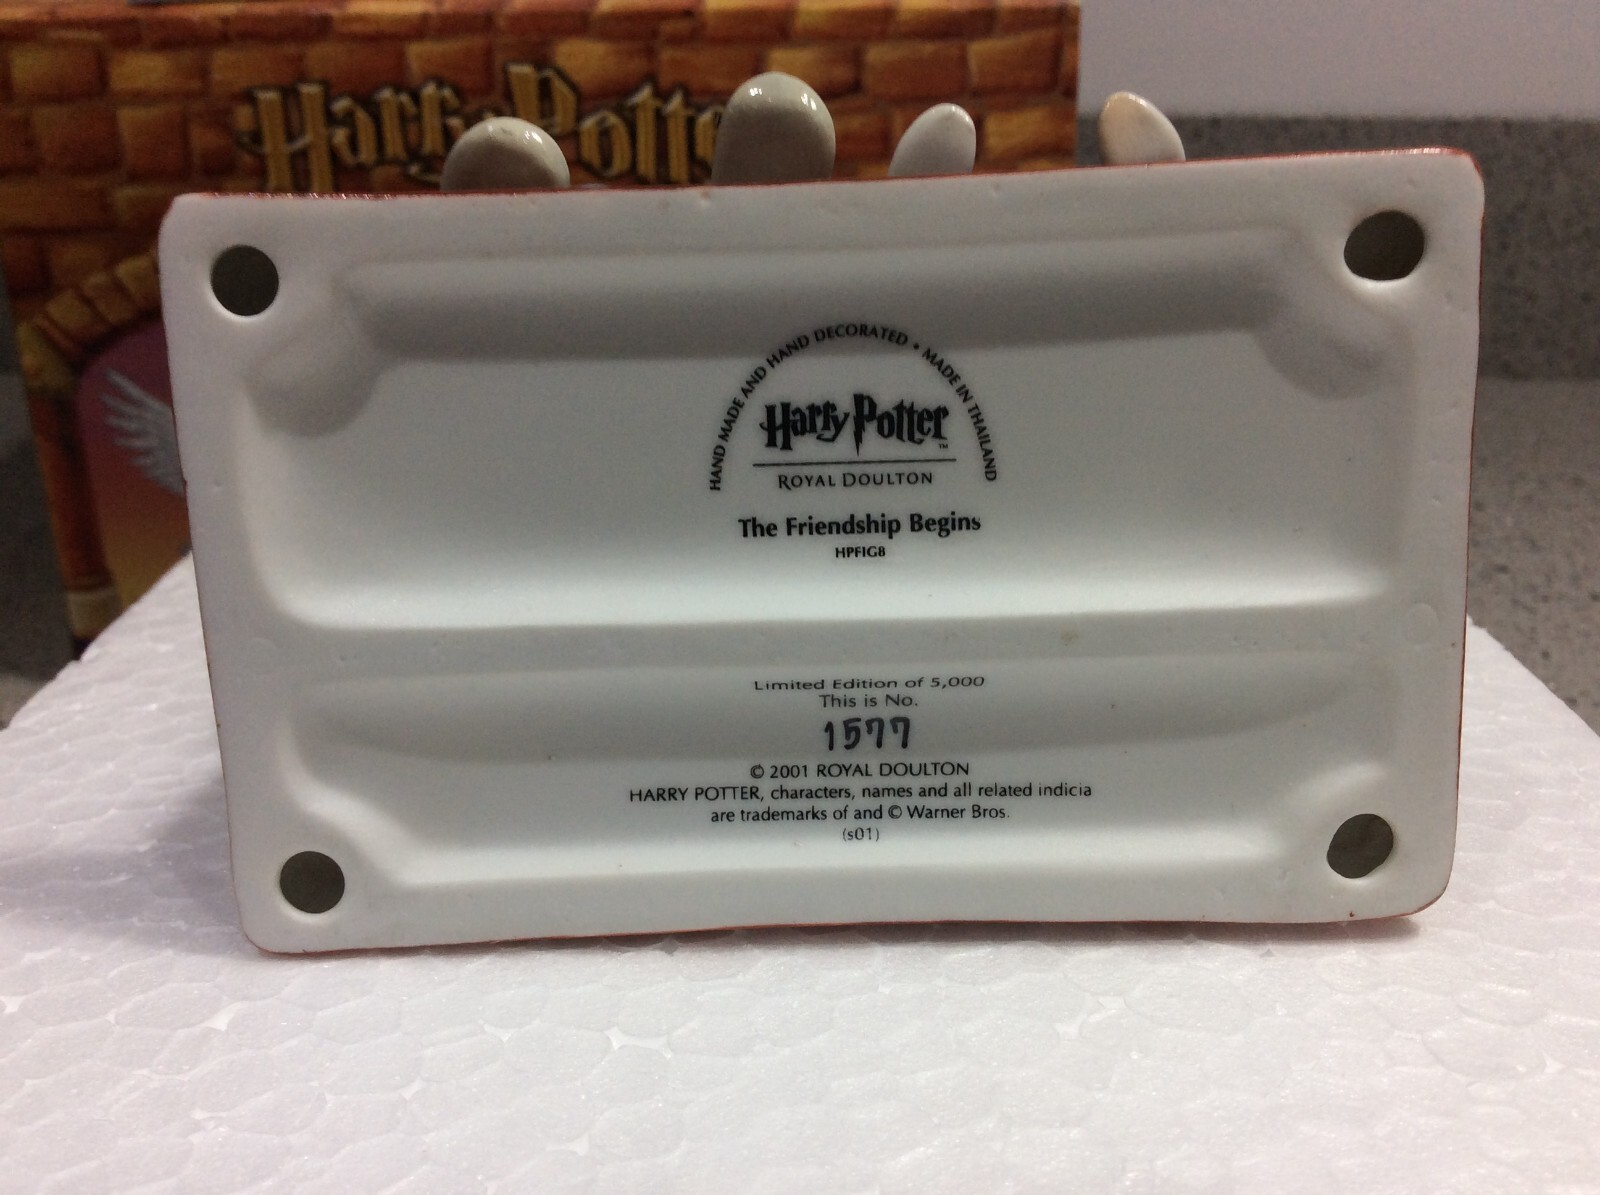 Harry Potte
HAND MADE AND HAND DECORATED • MADE IN THAILAND
Harry Potter™
ROYAL DOULTON
The Friendship Begins
HPFIG8
Limited Edition of 5,000
This is No.
1577
© 2001 ROYAL DOULTON
HARRY POTTER, characters, names and all related indicia
are trademarks of and © Warner Bros.
(s01)